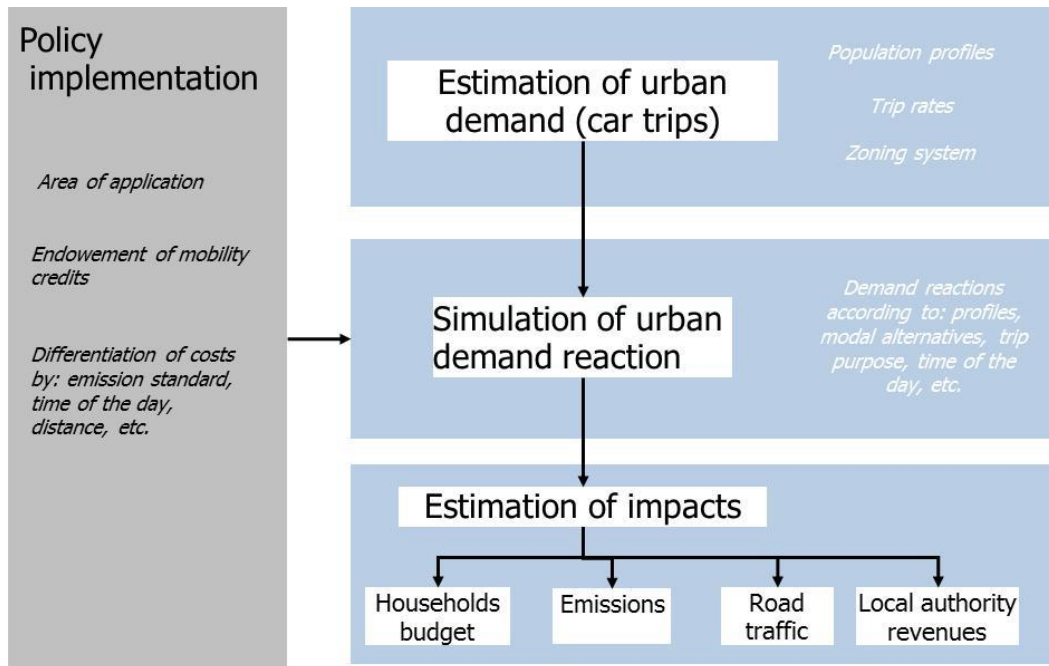 Policy
implementation
Area of application
Endowement of mobility
credits
Differentiation of costs
by: emission standard,
time of the day,
distance, etc.
Estimation of urban
demand (car trips)
Population profiles
Trip rates
Zoning system
Simulation of urban
demand reaction
Demand reactions
according to: profiles,
modal alternatives, trip
purpose, time of the
day, etc.
Estimation of impacts
Households
budget
Emissions
Road
traffic
Local authority
revenues